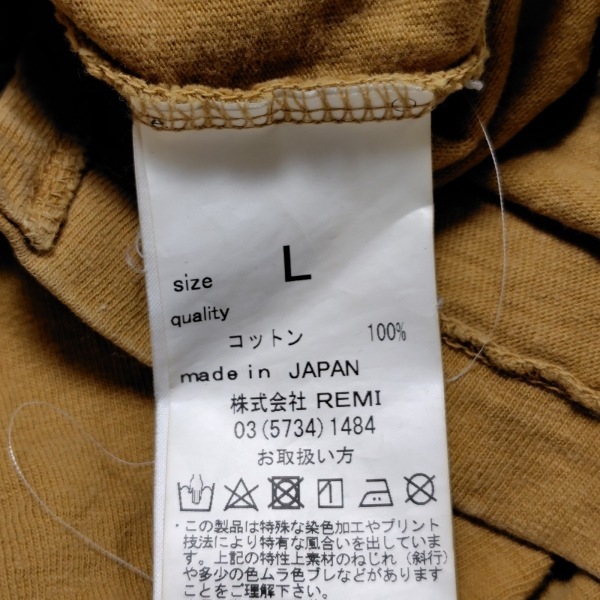 size L
quality
コットン 100%
made in JAPAN
株式会社 REMI
03(5734)1484
お取扱い方
・この製品は特殊な染色加工やプリント
技法により特有な風合いを出していま
す。上記の特性上素材のねじれ（斜行）
や多少の色ムラ色ブレなどがあります
ことをご理解下さい。